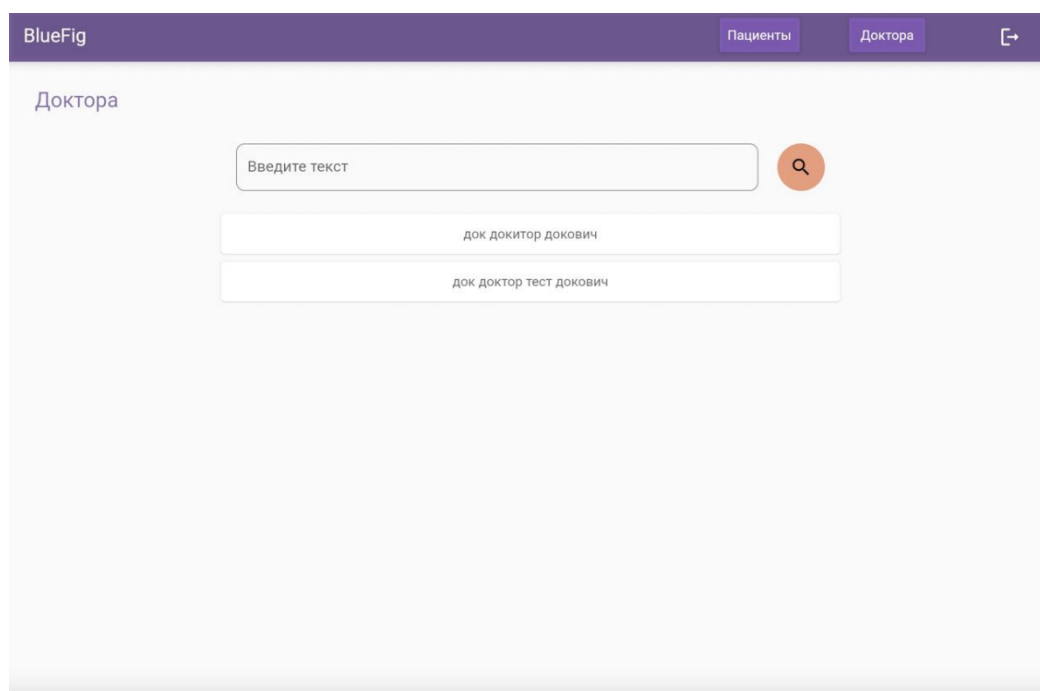 BlueFig Пациенты Доктора
Доктора
Введите текст
док докитор докович
док доктор тест докович